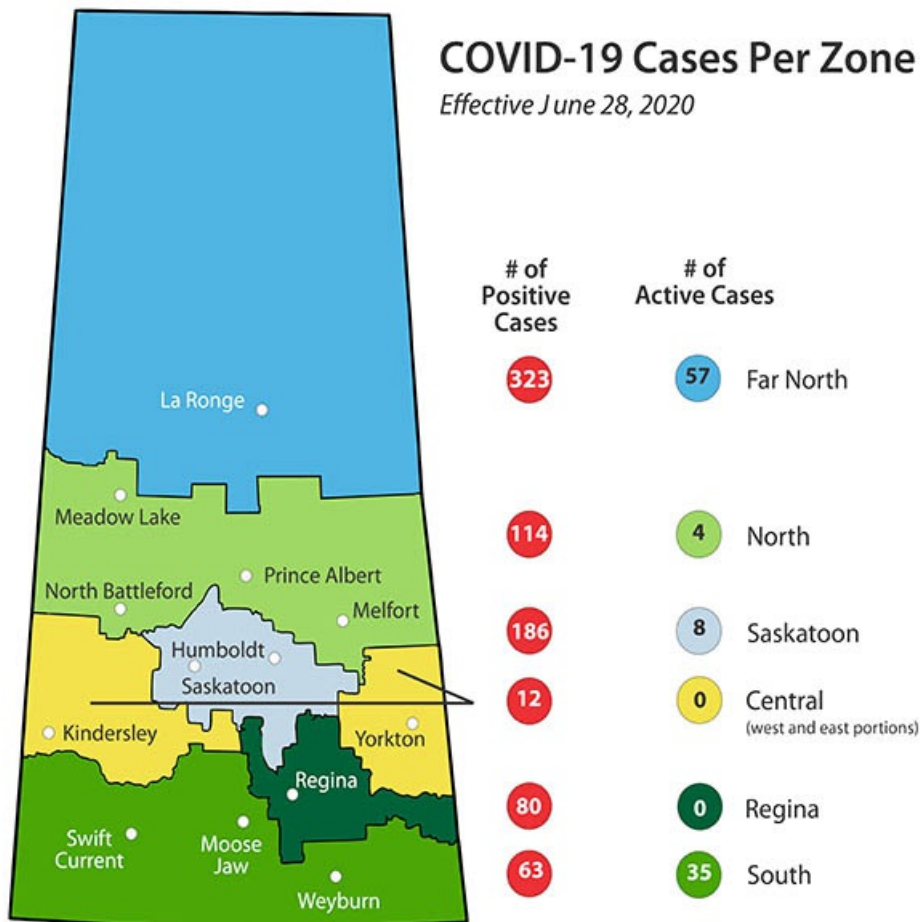 COVID-19 Cases Per Zone
Effective June 28, 2020
# of
Positive
Cases
# of
Active Cases
323
57
Far North
La Ronge
114
4
North
Meadow Lake
Prince Albert
North Battleford
Melfort
186
8
Saskatoon
Humboldt
Saskatoon
12
0
Central
(west and east portions)
Kindersley
Yorkton
80
0
Regina
Regina
63
35
South
Swift
Current
Moose
Jaw
Weyburn